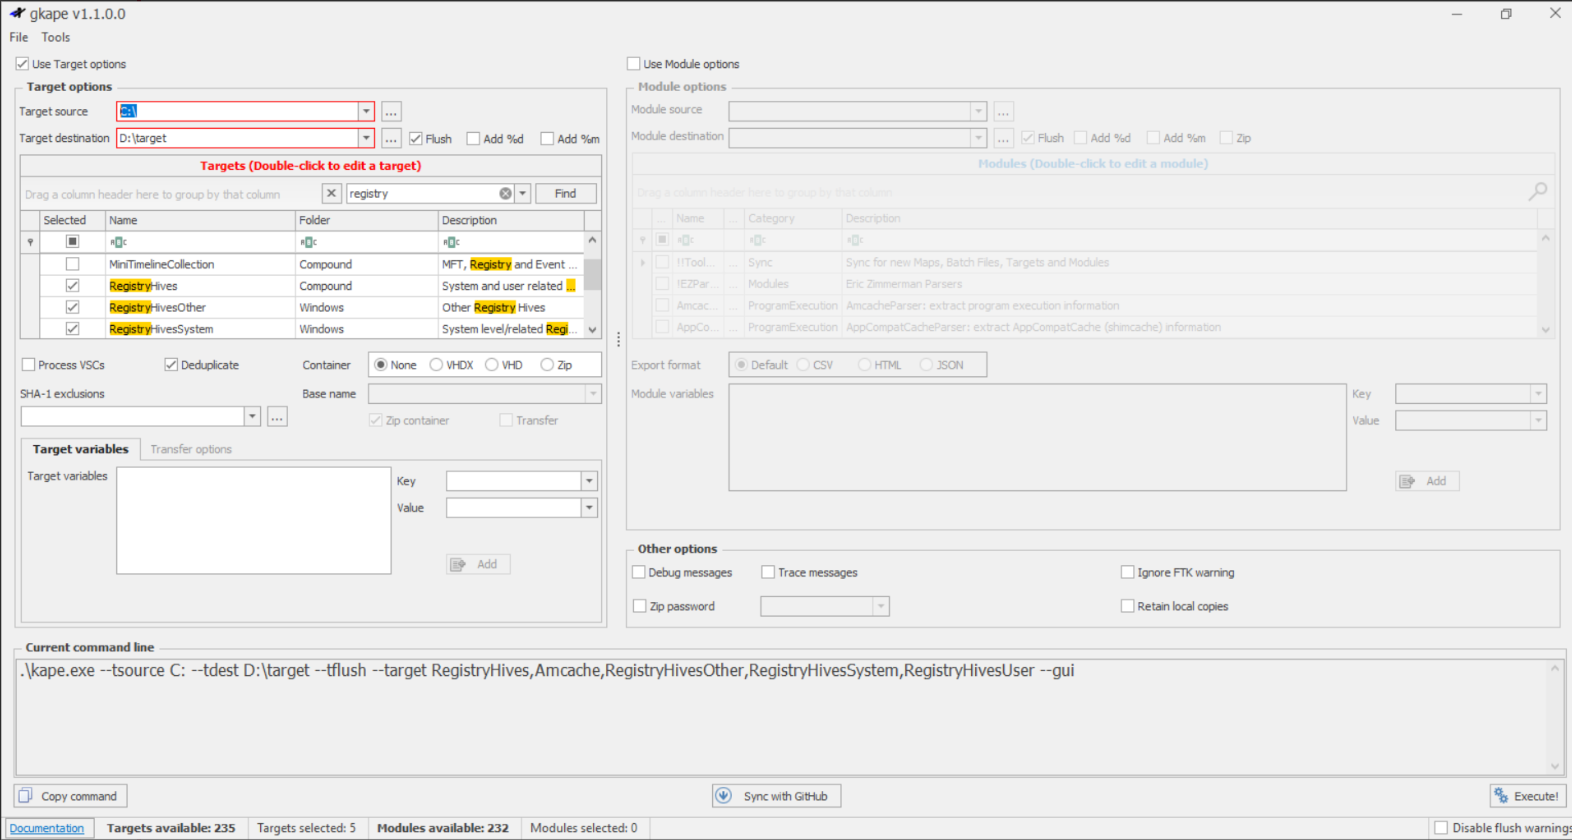 gkape v1.1.0.0
File Tools
Use Target options
Target options
Target source C:\ ...
Target destination D:\target ... Flush Add %d Add %m
Targets (Double-click to edit a target)
Drag a column header here to group by that column registry Find
Selected Name Folder Description
MiniTimelineCollection Compound MFT, Registry and Event ...
RegistryHives Compound System and user related ...
RegistryHivesOther Windows Other Registry Hives
RegistryHivesSystem Windows System level/related Regi...
Process VSCs Deduplicate Container None VHDX VHD Zip
SHA-1 exclusions Base name
... Zip container Transfer
Target variables Transfer options
Target variables Key
Value
Add
Use Module options
Module options
Module source ...
Module destination ... Flush Add %d Add %m Zip
Modules (Double-click to edit a module)
Drag a column header here to group by that column
... Name ... Category Description
!!Tool... ... Sync Sync for new Maps, Batch Files, Targets and Modules
!EZPar... ... Modules Eric Zimmerman Parsers
Amcac... ... ProgramExecution AmcacheParser: extract program execution information
AppCo... ... ProgramExecution AppCompatCacheParser: extract AppCompatCache (shimcache) information
Export format Default CSV HTML JSON
Module variables Key
Value
Add
Other options
Debug messages Trace messages Ignore FTK warning
Zip password Retain local copies
Current command line
.\kape.exe --tsource C: --tdest D:\target --tflush --target RegistryHives,Amcache,RegistryHivesOther,RegistryHivesSystem,RegistryHivesUser --gui
Copy command Sync with GitHub Execute!
Documentation Targets available: 235 Targets selected: 5 Modules available: 232 Modules selected: 0 Disable flush warnings